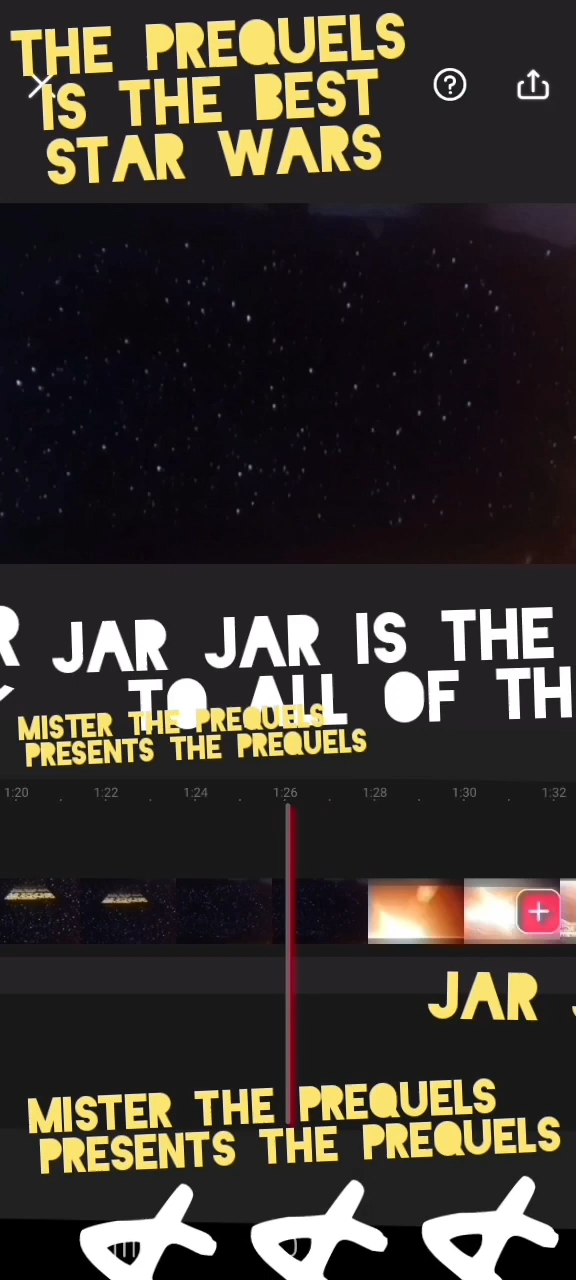 THE PREQUELS
IS THE BEST
STAR WARS
R JAR JAR IS THE
TO ALL OF TH
MISTER THE PREQUELS
PRESENTS THE PREQUELS
1:20 1:22 1:24 1:26 1:28 1:30 1:32
JAR J
MISTER THE PREQUELS
PRESENTS THE PREQUELS